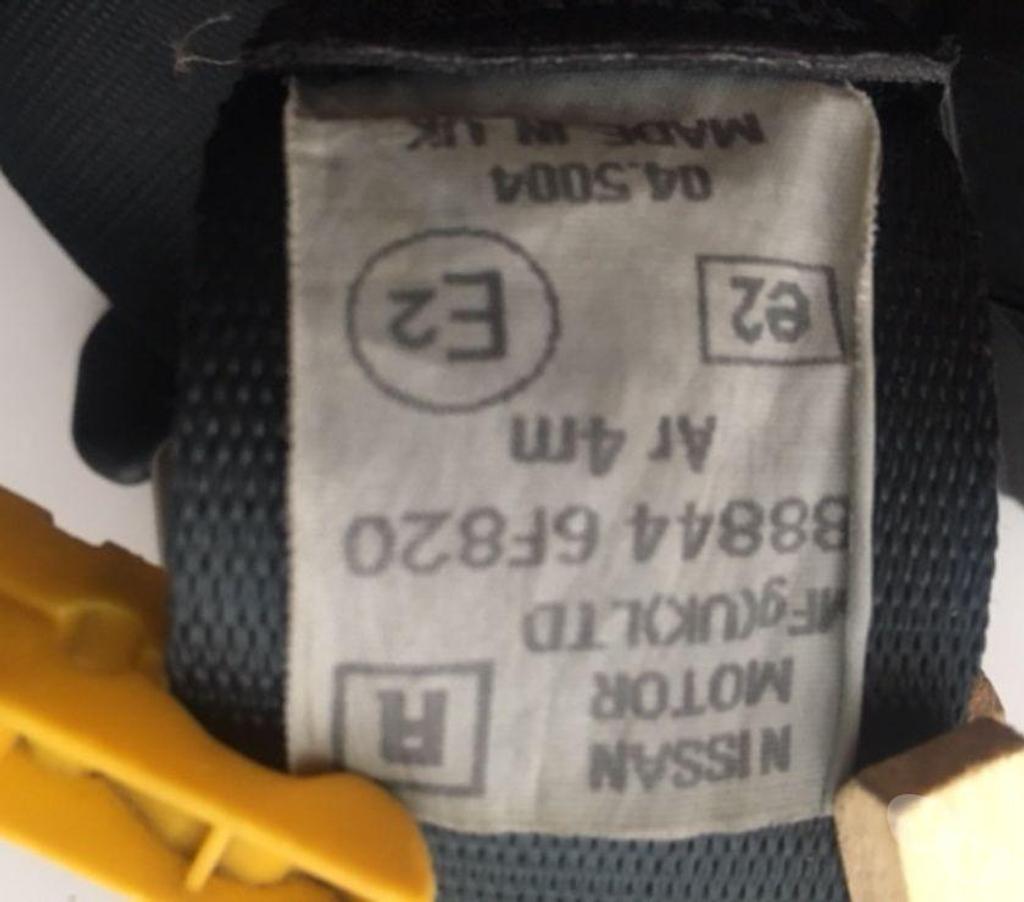 NISSAN
MOTOR
MFg(UK)LTD
R
88844 6F820
Ar 4m
e2 E2
04.5004
MADE IN UK